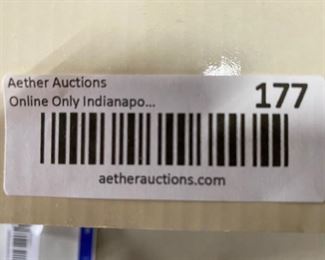 Aether Auctions
Online Only Indianapo... 177
aetherauctions.com